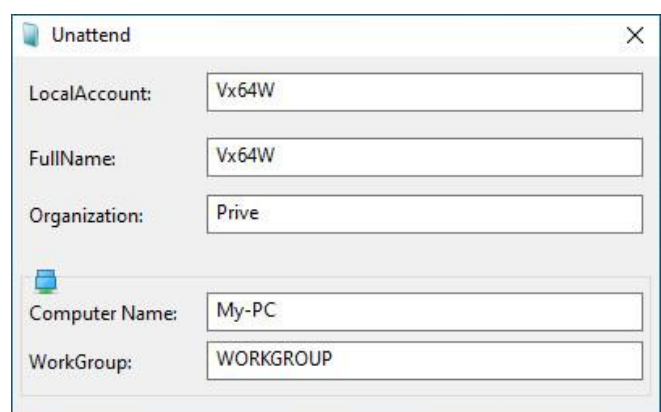 Unattend
LocalAccount: Vx64W
FullName: Vx64W
Organization: Prive
Computer Name: My-PC
WorkGroup: WORKGROUP